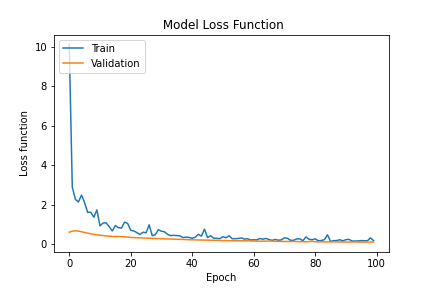 Model Loss Function
Train
Validation
Loss function
10
8
6
4
2
0
0 20 40 60 80 100
Epoch